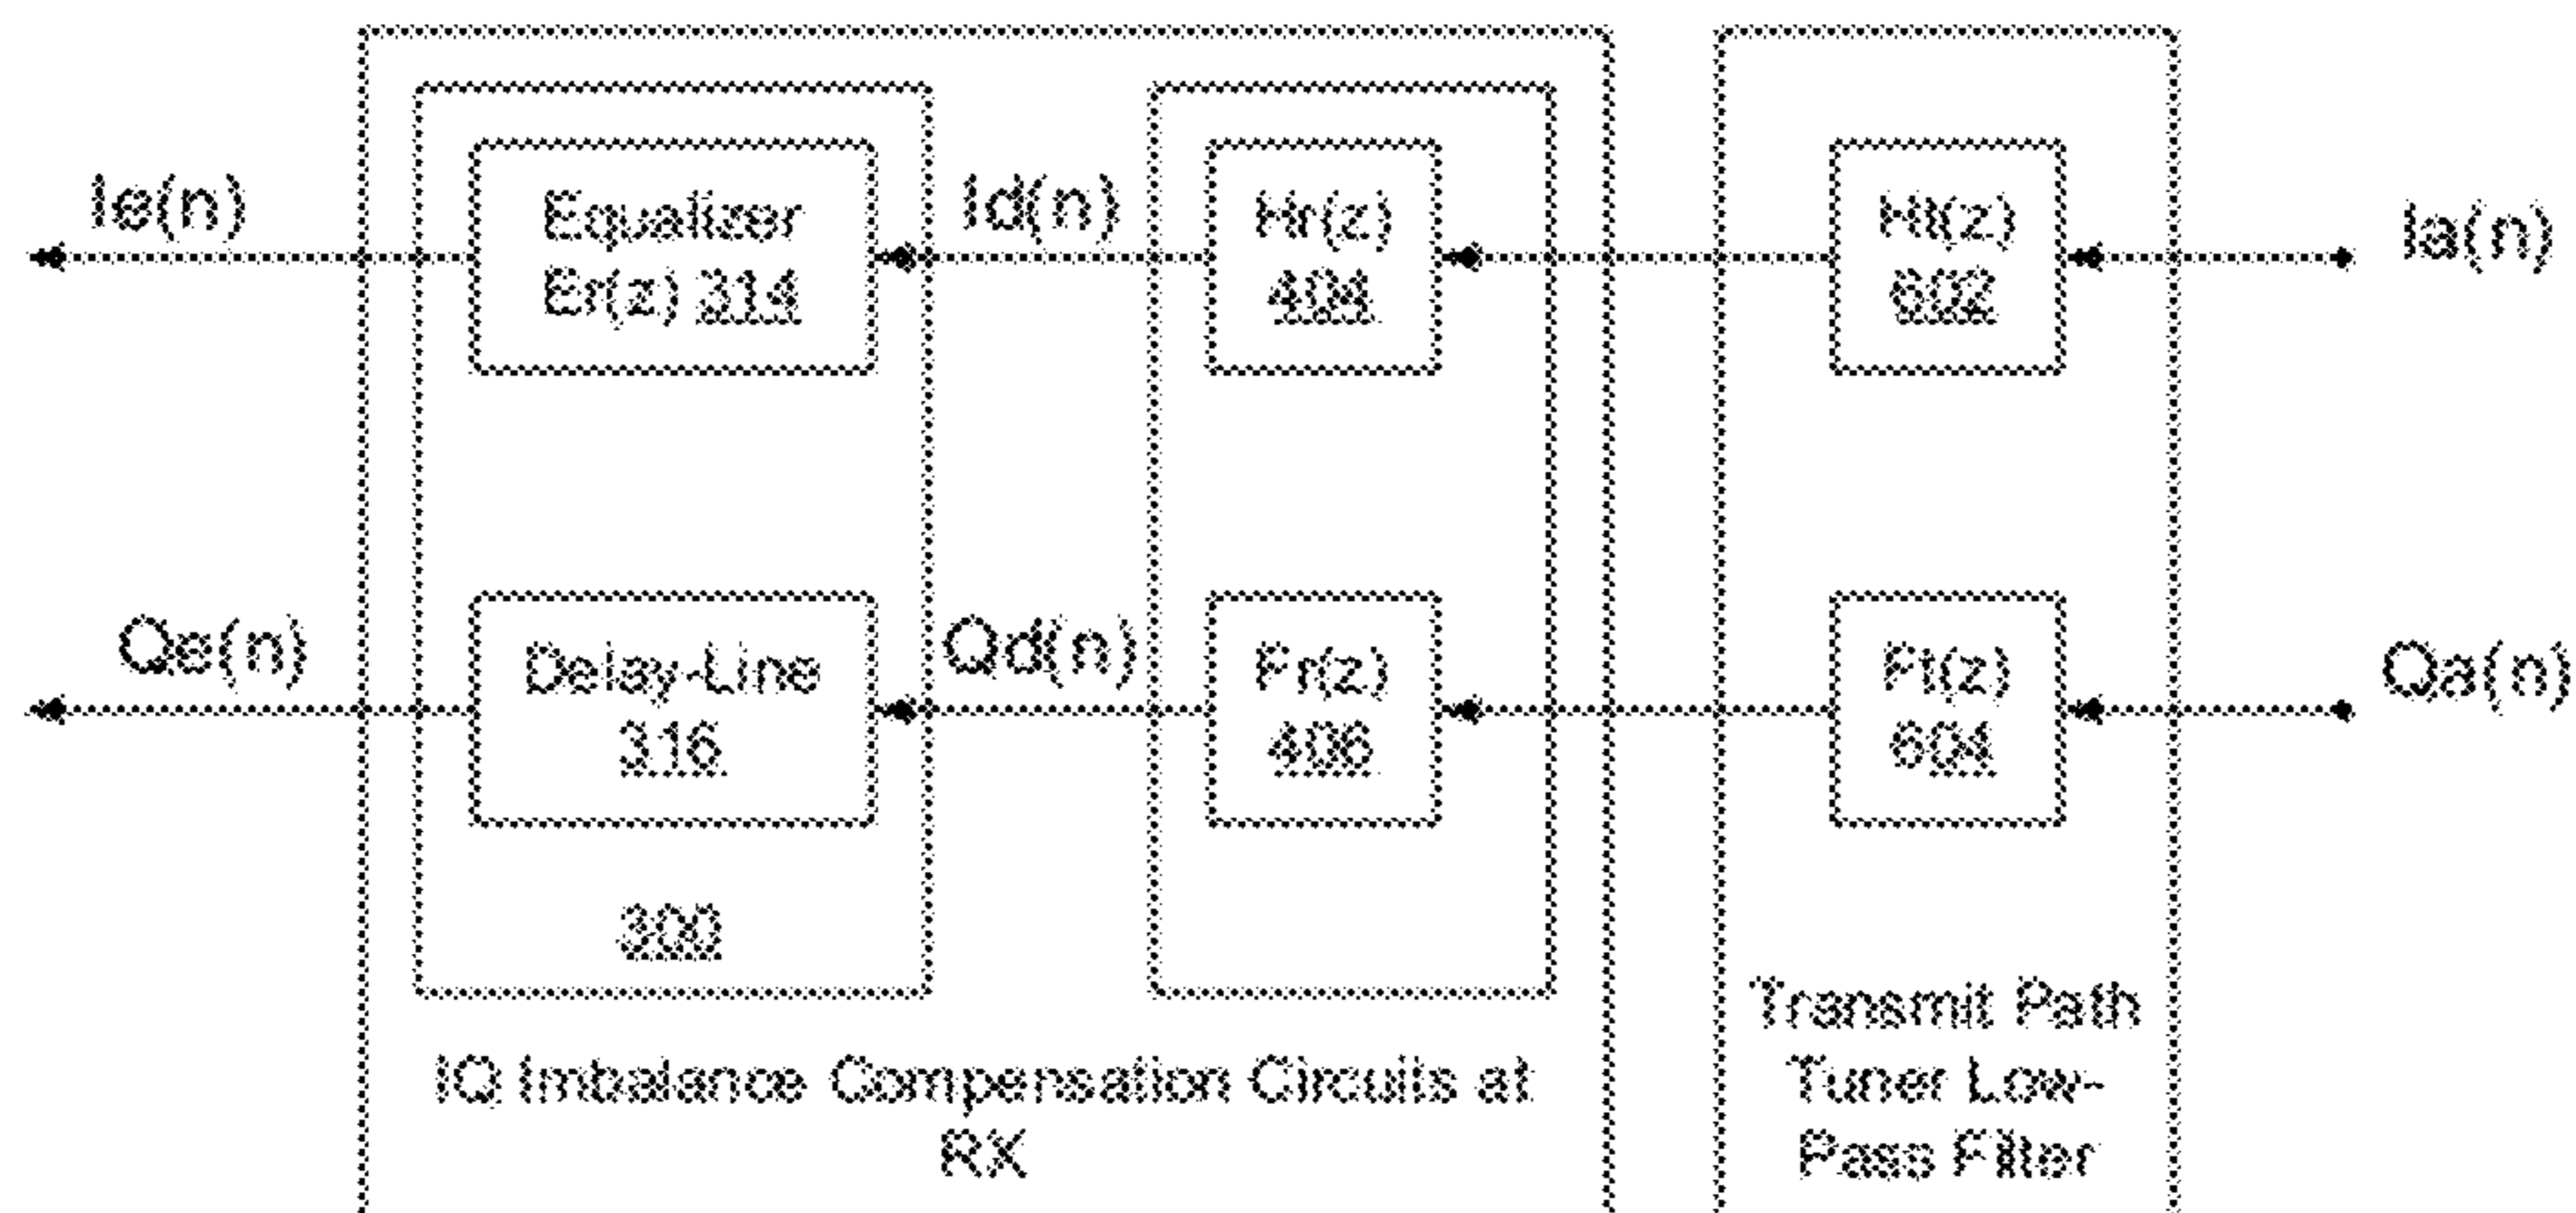 Ie(n)
Equalizer
Er(z) 314
Id(n)
Hr(z)
404
Ht(z)
602
Ia(n)
Qe(n)
Delay-Line
316
Qd(n)
Fr(z)
406
Ft(z)
604
Qa(n)
300
IQ Imbalance Compensation Circuits at
RX
Transmit Path
Tuner Low-
Pass Filter